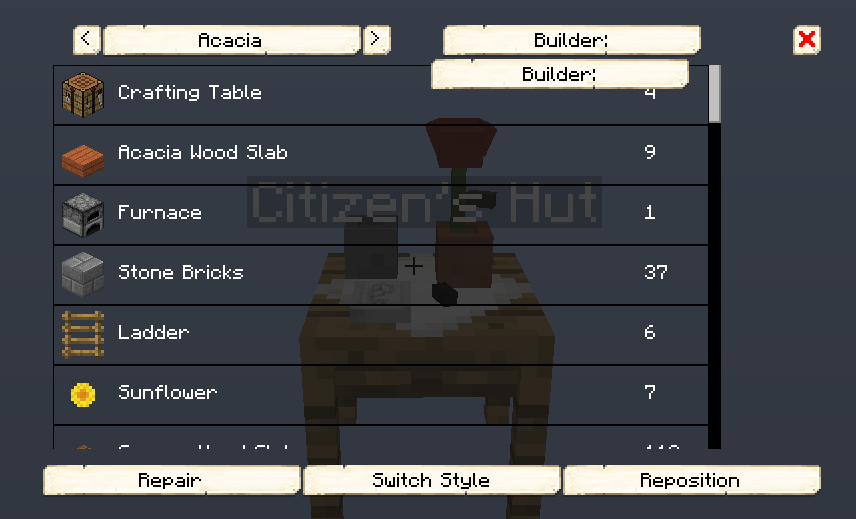 < Acacia > Builder: X
Builder:
Crafting Table 4
Acacia Wood Slab 9
Citizen's Hut
Furnace 1
Stone Bricks 37
Ladder 6
Sunflower 7
Repair Switch Style Reposition